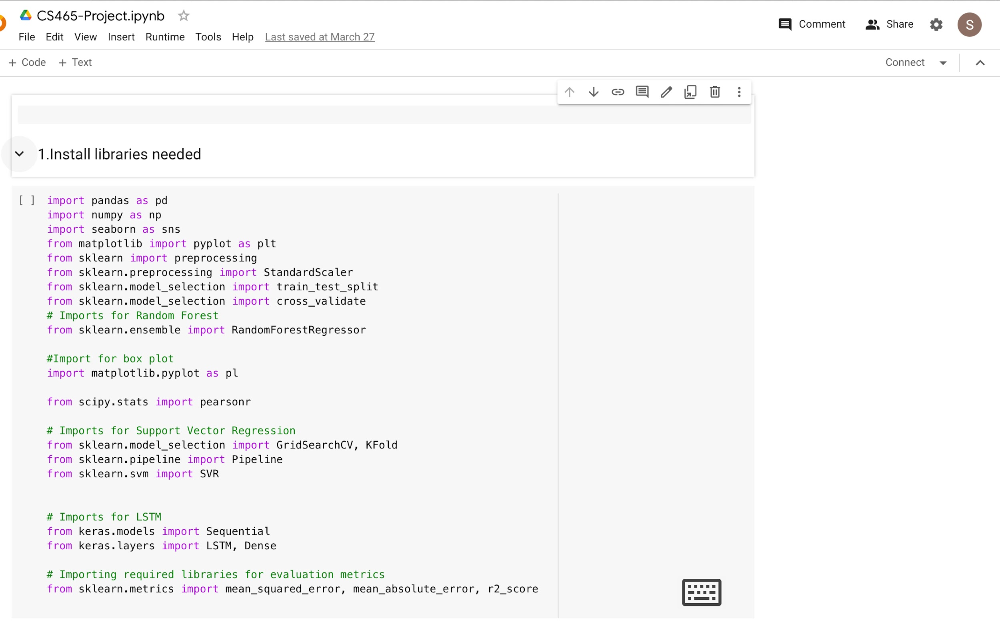 CS465-Project.ipynb
Comment
Share
S
File Edit View Insert Runtime Tools Help Last saved at March 27
+ Code + Text
Connect
1.Install libraries needed
[ ] import pandas as pd
import numpy as np
import seaborn as sns
from matplotlib import pyplot as plt
from sklearn import preprocessing
from sklearn.preprocessing import StandardScaler
from sklearn.model_selection import train_test_split
from sklearn.model_selection import cross_validate
# Imports for Random Forest
from sklearn.ensemble import RandomForestRegressor
#Import for box plot
import matplotlib.pyplot as pl
from scipy.stats import pearsonr
# Imports for Support Vector Regression
from sklearn.model_selection import GridSearchCV, KFold
from sklearn.pipeline import Pipeline
from sklearn.svm import SVR
# Imports for LSTM
from keras.models import Sequential
from keras.layers import LSTM, Dense
# Importing required libraries for evaluation metrics
from sklearn.metrics import mean_squared_error, mean_absolute_error, r2_score